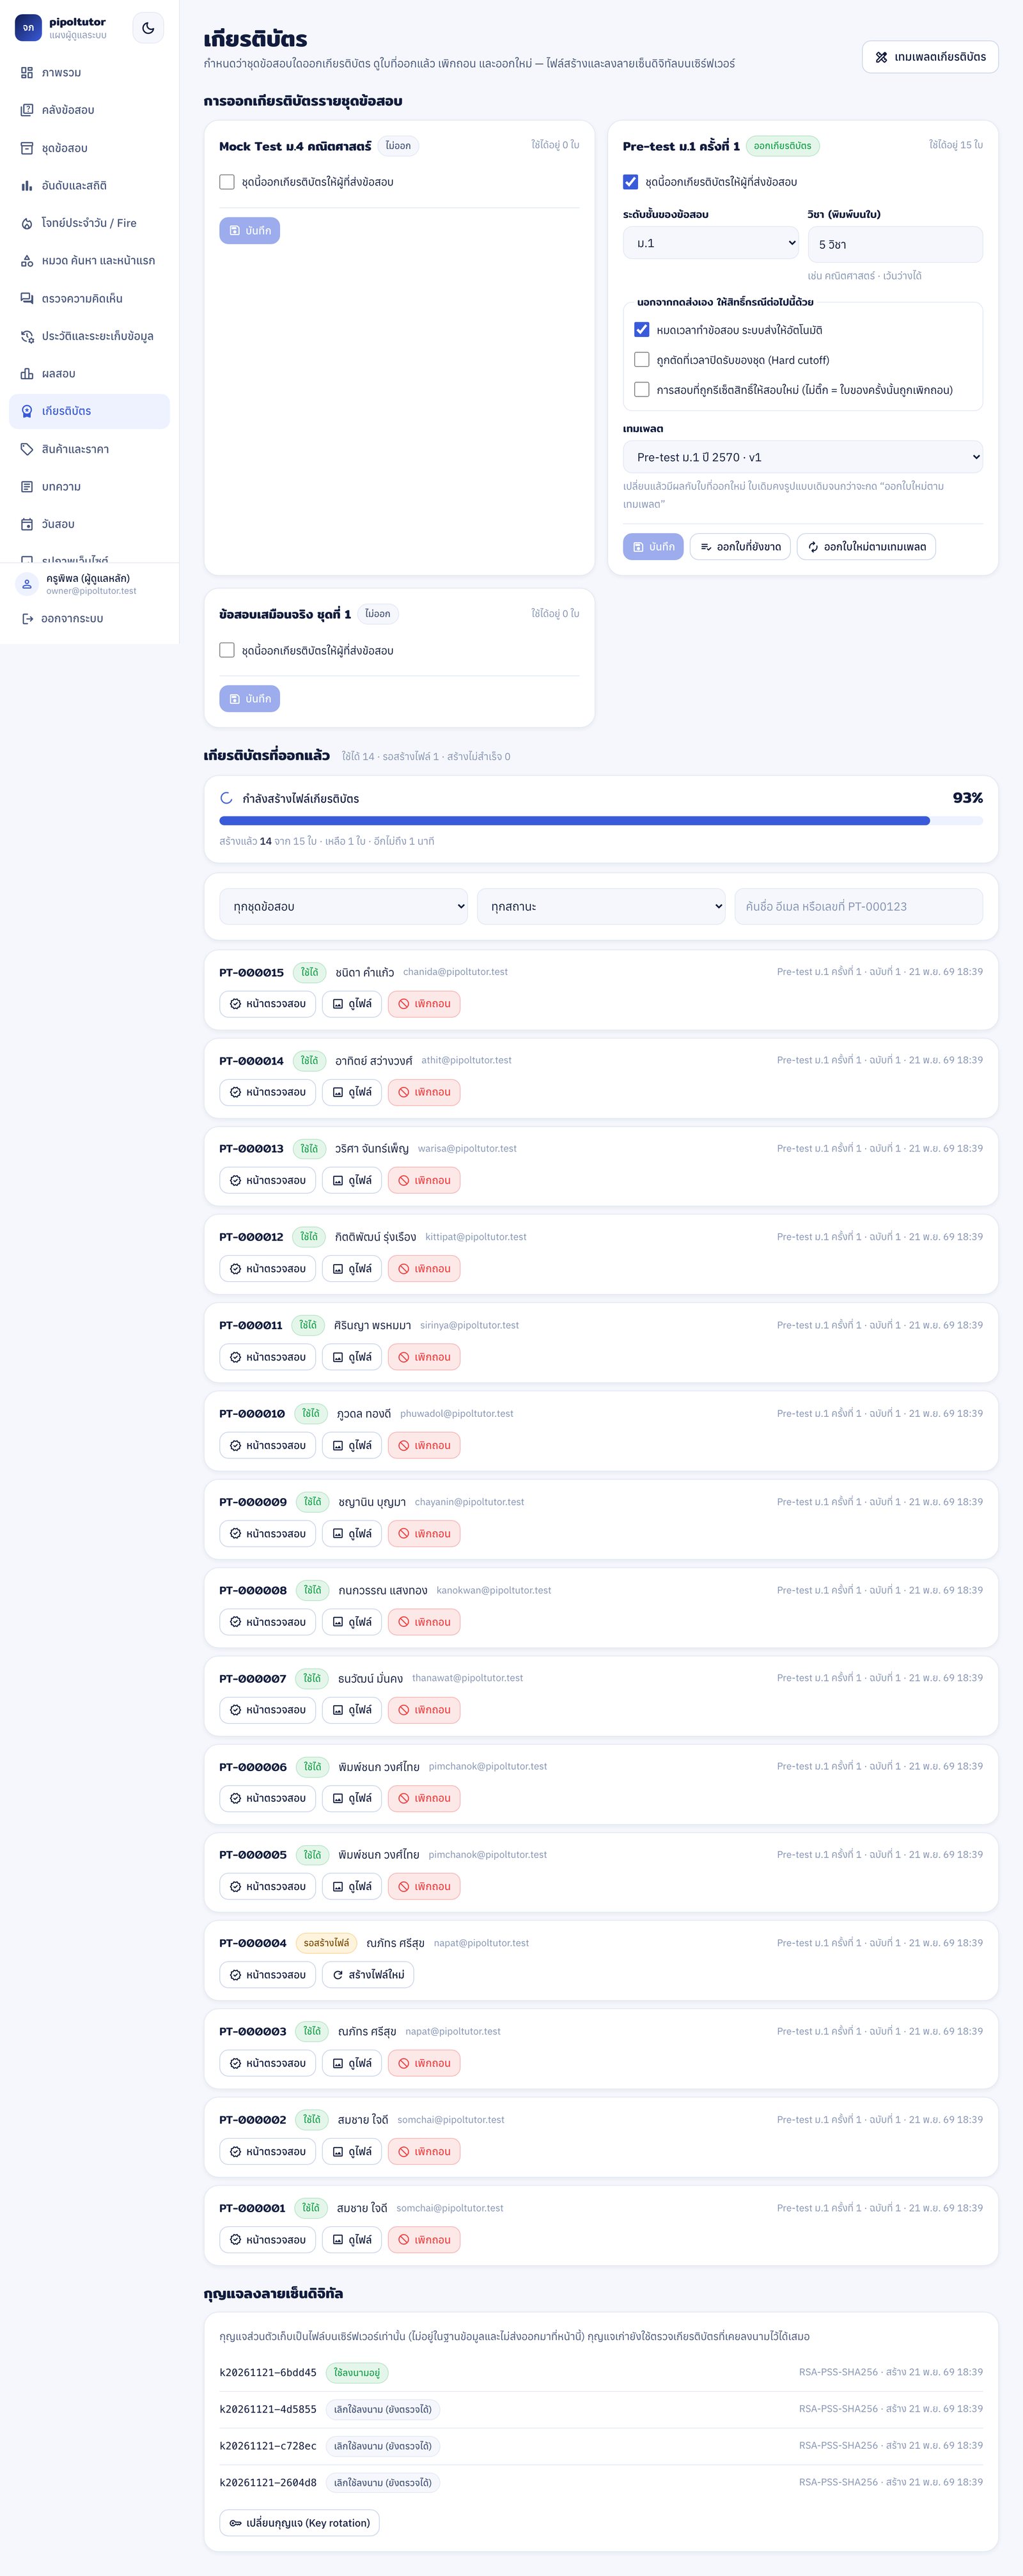 จภ
pipoltutor
แผงผู้ดูแลระบบ
ภาพรวม
คลังข้อสอบ
ชุดข้อสอบ
อันดับและสถิติ
โจทย์ประจำวัน / Fire
หมวด ค้นหา และหน้าแรก
ตรวจความคิดเห็น
ประวัติและระยะเก็บข้อมูล
ผลสอบ
เกียรติบัตร
สินค้าและราคา
บทความ
วันสอบ
รูปภาพเว็บไซต์
ครูพิพล (ผู้ดูแลหลัก)
owner@pipoltutor.test
ออกจากระบบ
เกียรติบัตร
กำหนดว่าชุดข้อสอบใดออกเกียรติบัตร ดูใบที่ออกแล้ว เพิกถอน และออกใหม่ — ไฟล์สร้างและลงลายเซ็นดิจิทัลบนเซิร์ฟเวอร์
เทมเพลตเกียรติบัตร
การออกเกียรติบัตรรายชุดข้อสอบ
Mock Test ม.4 คณิตศาสตร์ ไม่ออก ใช้ได้อยู่ 0 ใบ
ชุดนี้ออกเกียรติบัตรให้ผู้ที่ส่งข้อสอบ
บันทึก
Pre-test ม.1 ครั้งที่ 1 ออกเกียรติบัตร ใช้ได้อยู่ 15 ใบ
ชุดนี้ออกเกียรติบัตรให้ผู้ที่ส่งข้อสอบ
ระดับชั้นของข้อสอบ วิชา (พิมพ์บนใบ)
ม.1 5 วิชา
เช่น คณิตศาสตร์ · เว้นว่างได้
นอกจากกดส่งเอง ให้สิทธิ์กรณีต่อไปนี้ด้วย
หมดเวลาทำข้อสอบ ระบบส่งให้อัตโนมัติ
ถูกตัดที่เวลาปิดรับของชุด (Hard cutoff)
การสอบที่ถูกรีเซ็ตสิทธิ์ให้สอบใหม่ (ไม่ติ๊ก = ใบของครั้งนั้นถูกเพิกถอน)
เทมเพลต
Pre-test ม.1 ปี 2570 · v1
เปลี่ยนแล้วมีผลกับใบที่ออกใหม่ ใบเดิมคงรูปแบบเดิมจนกว่าจะกด “ออกใบใหม่ตาม
เทมเพลต”
บันทึก ออกใบที่ยังขาด ออกใบใหม่ตามเทมเพลต
ข้อสอบเสมือนจริง ชุดที่ 1 ไม่ออก ใช้ได้อยู่ 0 ใบ
ชุดนี้ออกเกียรติบัตรให้ผู้ที่ส่งข้อสอบ
บันทึก
เกียรติบัตรที่ออกแล้ว ใช้ได้ 14 · รอสร้างไฟล์ 1 · สร้างไม่สำเร็จ 0
กำลังสร้างไฟล์เกียรติบัตร 93%
สร้างแล้ว 14 จาก 15 ใบ · เหลือ 1 ใบ · อีกไม่ถึง 1 นาที
ทุกชุดข้อสอบ ทุกสถานะ ค้นชื่อ อีเมล หรือเลขที่ PT-000123
PT-000015 ใช้ได้ ชนิดา คำแก้ว chanida@pipoltutor.test Pre-test ม.1 ครั้งที่ 1 · ฉบับที่ 1 · 21 พ.ย. 69 18:39
หน้าตรวจสอบ ดูไฟล์ เพิกถอน
PT-000014 ใช้ได้ อาทิตย์ สว่างวงศ์ athit@pipoltutor.test Pre-test ม.1 ครั้งที่ 1 · ฉบับที่ 1 · 21 พ.ย. 69 18:39
หน้าตรวจสอบ ดูไฟล์ เพิกถอน
PT-000013 ใช้ได้ วริศา จันทร์เพ็ญ warisa@pipoltutor.test Pre-test ม.1 ครั้งที่ 1 · ฉบับที่ 1 · 21 พ.ย. 69 18:39
หน้าตรวจสอบ ดูไฟล์ เพิกถอน
PT-000012 ใช้ได้ กิตติพัฒน์ รุ่งเรือง kittipat@pipoltutor.test Pre-test ม.1 ครั้งที่ 1 · ฉบับที่ 1 · 21 พ.ย. 69 18:39
หน้าตรวจสอบ ดูไฟล์ เพิกถอน
PT-000011 ใช้ได้ ศิรินญา พรหมมา sirinya@pipoltutor.test Pre-test ม.1 ครั้งที่ 1 · ฉบับที่ 1 · 21 พ.ย. 69 18:39
หน้าตรวจสอบ ดูไฟล์ เพิกถอน
PT-000010 ใช้ได้ ภูวดล ทองดี phuwadol@pipoltutor.test Pre-test ม.1 ครั้งที่ 1 · ฉบับที่ 1 · 21 พ.ย. 69 18:39
หน้าตรวจสอบ ดูไฟล์ เพิกถอน
PT-000009 ใช้ได้ ชญานิน บุญมา chayanin@pipoltutor.test Pre-test ม.1 ครั้งที่ 1 · ฉบับที่ 1 · 21 พ.ย. 69 18:39
หน้าตรวจสอบ ดูไฟล์ เพิกถอน
PT-000008 ใช้ได้ กนกวรรณ แสงทอง kanokwan@pipoltutor.test Pre-test ม.1 ครั้งที่ 1 · ฉบับที่ 1 · 21 พ.ย. 69 18:39
หน้าตรวจสอบ ดูไฟล์ เพิกถอน
PT-000007 ใช้ได้ ธนวัฒน์ มั่นคง thanawat@pipoltutor.test Pre-test ม.1 ครั้งที่ 1 · ฉบับที่ 1 · 21 พ.ย. 69 18:39
หน้าตรวจสอบ ดูไฟล์ เพิกถอน
PT-000006 ใช้ได้ พิมพ์ชนก วงศ์ไทย pimchanok@pipoltutor.test Pre-test ม.1 ครั้งที่ 1 · ฉบับที่ 1 · 21 พ.ย. 69 18:39
หน้าตรวจสอบ ดูไฟล์ เพิกถอน
PT-000005 ใช้ได้ พิมพ์ชนก วงศ์ไทย pimchanok@pipoltutor.test Pre-test ม.1 ครั้งที่ 1 · ฉบับที่ 1 · 21 พ.ย. 69 18:39
หน้าตรวจสอบ ดูไฟล์ เพิกถอน
PT-000004 รอสร้างไฟล์ ณภัทร ศรีสุข napat@pipoltutor.test Pre-test ม.1 ครั้งที่ 1 · ฉบับที่ 1 · 21 พ.ย. 69 18:39
หน้าตรวจสอบ สร้างไฟล์ใหม่
PT-000003 ใช้ได้ ณภัทร ศรีสุข napat@pipoltutor.test Pre-test ม.1 ครั้งที่ 1 · ฉบับที่ 1 · 21 พ.ย. 69 18:39
หน้าตรวจสอบ ดูไฟล์ เพิกถอน
PT-000002 ใช้ได้ สมชาย ใจดี somchai@pipoltutor.test Pre-test ม.1 ครั้งที่ 1 · ฉบับที่ 1 · 21 พ.ย. 69 18:39
หน้าตรวจสอบ ดูไฟล์ เพิกถอน
PT-000001 ใช้ได้ สมชาย ใจดี somchai@pipoltutor.test Pre-test ม.1 ครั้งที่ 1 · ฉบับที่ 1 · 21 พ.ย. 69 18:39
หน้าตรวจสอบ ดูไฟล์ เพิกถอน
กุญแจลงลายเซ็นดิจิทัล
กุญแจส่วนตัวเก็บเป็นไฟล์บนเซิร์ฟเวอร์เท่านั้น (ไม่อยู่ในฐานข้อมูลและไม่ส่งออกมาที่หน้านี้) กุญแจเก่ายังใช้ตรวจเกียรติบัตรที่เคยลงนามไว้ได้เสมอ
k20261121-6bdd45 ใช้ลงนามอยู่ RSA-PSS-SHA256 · สร้าง 21 พ.ย. 69 18:39
k20261121-4d5855 เลิกใช้ลงนาม (ยังตรวจได้) RSA-PSS-SHA256 · สร้าง 21 พ.ย. 69 18:39
k20261121-c728ec เลิกใช้ลงนาม (ยังตรวจได้) RSA-PSS-SHA256 · สร้าง 21 พ.ย. 69 18:39
k20261121-2604d8 เลิกใช้ลงนาม (ยังตรวจได้) RSA-PSS-SHA256 · สร้าง 21 พ.ย. 69 18:39
เปลี่ยนกุญแจ (Key rotation)